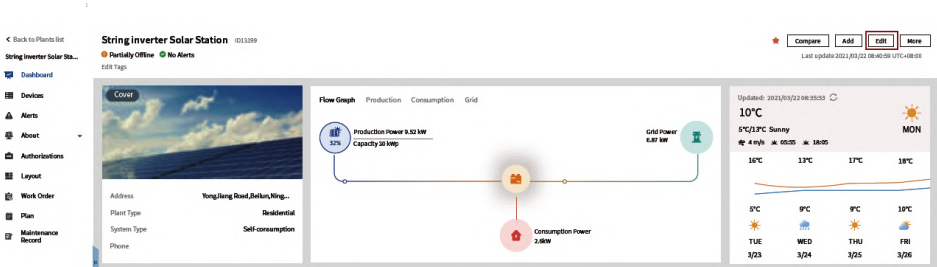 Back to Plants list
String inverter Solar Sta...
Dashboard
Devices
Alerts
About
Authorizations
Layout
Work Order
Plan
Maintenance
Record
String inverter Solar Station ID13199
Partially Offline No Alerts
Edit Tags
Compare Add Edit More
Last update 2021/03/22 08:40:59 UTC+08:00
Cover
Address YongJiang Road,Beilun,Ning...
Plant Type Residential
System Type Self-consumption
Phone
Flow Graph Production Consumption Grid
32%
Production Power 9.52 kW
Capacity 30 kWp
Grid Power
6.87 kW
Consumption Power
2.6kW
Updated: 2021/03/22 08:35:53
10°C
5°C/13°C Sunny
4 m/s 05:55 18:05
MON
16°C 13°C 17°C 18°C
5°C 9°C 9°C 10°C
TUE WED THU FRI
3/23 3/24 3/25 3/26